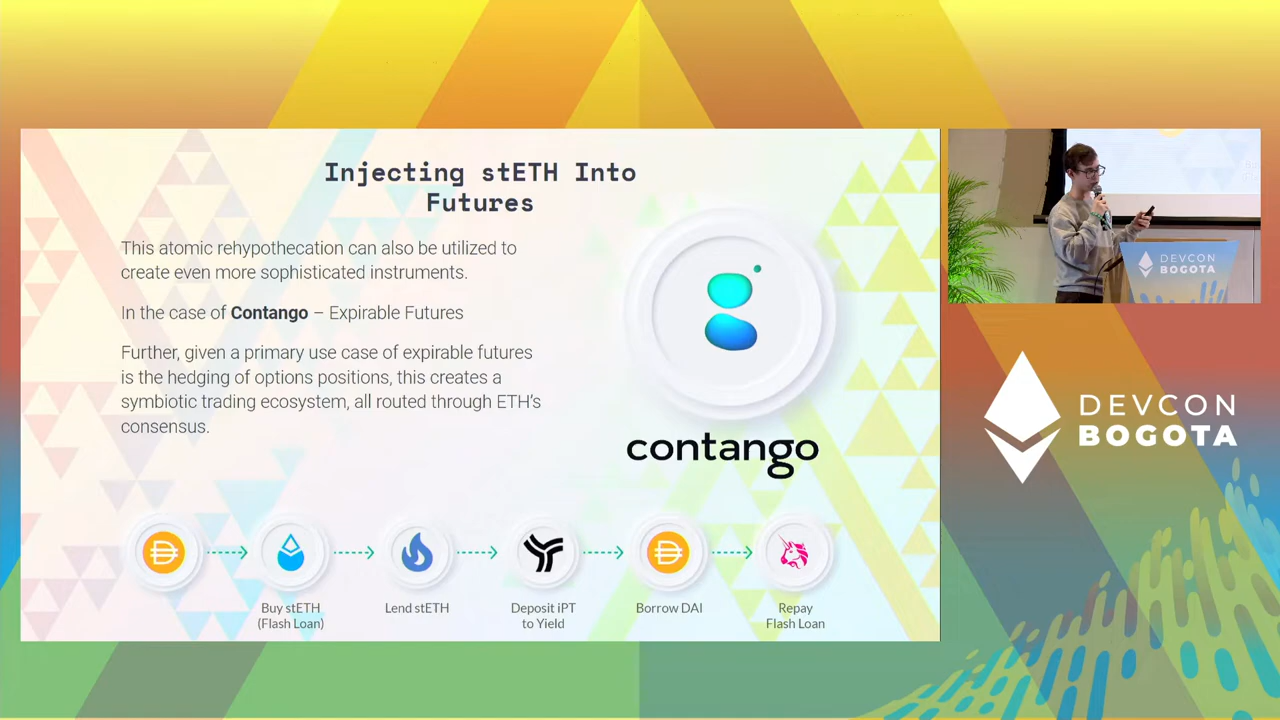 Injecting stETH Into
Futures
This atomic rehypothecation can also be utilized to
create even more sophisticated instruments.
In the case of Contango – Expirable Futures
Further, given a primary use case of expirable futures
is the hedging of options positions, this creates a
symbiotic trading ecosystem, all routed through ETH's
consensus.
contango
Buy stETH
(Flash Loan)
Lend stETH
Deposit iPT
to Yield
Borrow DAI
Repay
Flash Loan
DEVCON
BOGOTA
DEVCON
BOGOTA